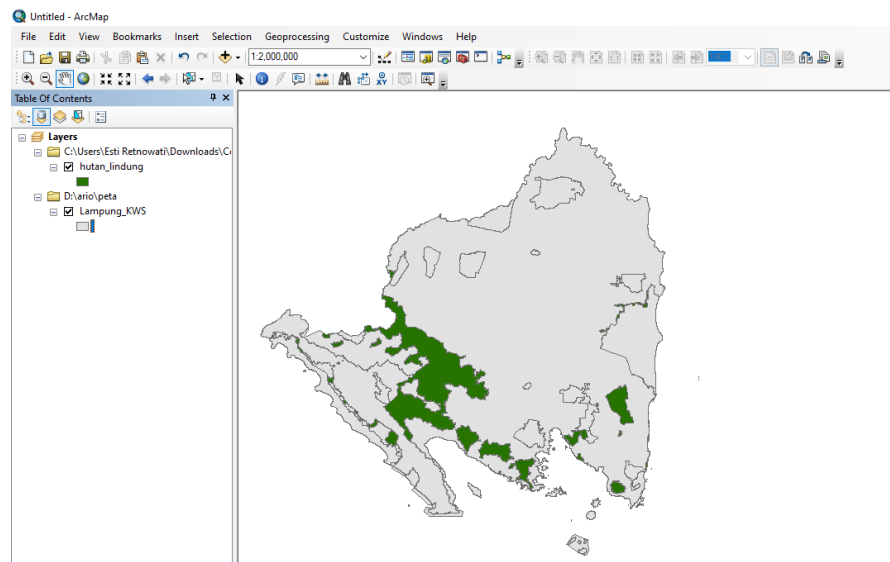 Untitled - ArcMap
File Edit View Bookmarks Insert Selection Geoprocessing Customize Windows Help
1:2,000,000
Table Of Contents
Layers
C:\Users\Esti Retnowati\Downloads\C
hutan_lindung
D:\ario\peta
Lampung_KWS